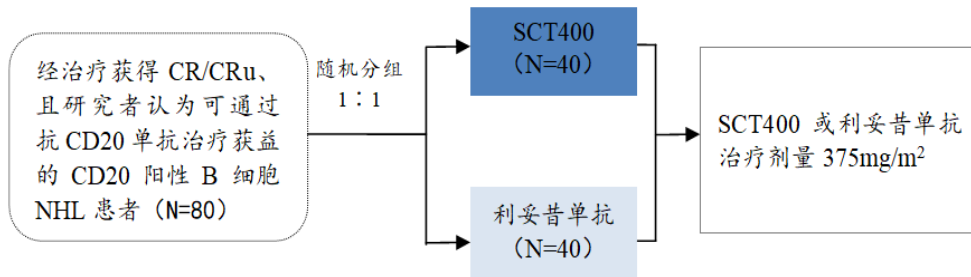 经治疗获得 CR/CRu、
且研究者认为可通过
抗 CD20 单抗治疗获益
的 CD20 阳性 B 细胞
NHL 患者（N=80）
随机分组
1：1
SCT400
（N=40）
利妥昔单抗
（N=40）
SCT400 或利妥昔单抗
治疗剂量 375mg/m²